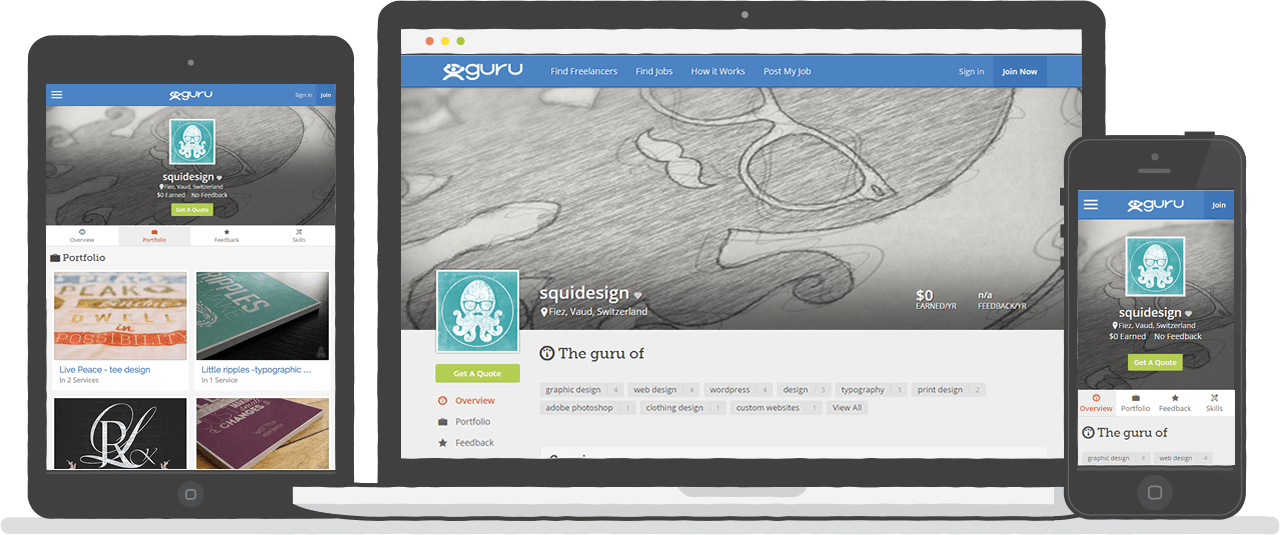 guru
Sign in Join
squidesign
Fiez, Vaud, Switzerland
$0 Earned No Feedback
Get A Quote
Overview Portfolio Feedback Skills
Portfolio
PEAK
kindne
DWELL
in
POSSIBILITY
RIPPLES
Live Peace - tee design
In 2 Services
Little ripples -typographic ...
In 1 Service
CHANGES
guru Find Freelancers Find Jobs How it Works Post My Job Sign in Join Now
squidesign
Fiez, Vaud, Switzerland
$0 n/a
EARNED/YR FEEDBACK/YR
Get A Quote
Overview
Portfolio
Feedback
The guru of
graphic design 4 web design 4 wordpress 4 design 3 typography 3 print design 2
adobe photoshop 1 clothing design 1 custom websites 1 View All
guru Join
squidesign
Fiez, Vaud, Switzerland
$0 Earned No Feedback
Get A Quote
Overview Portfolio Feedback Skills
The guru of
graphic design 4 web design 4